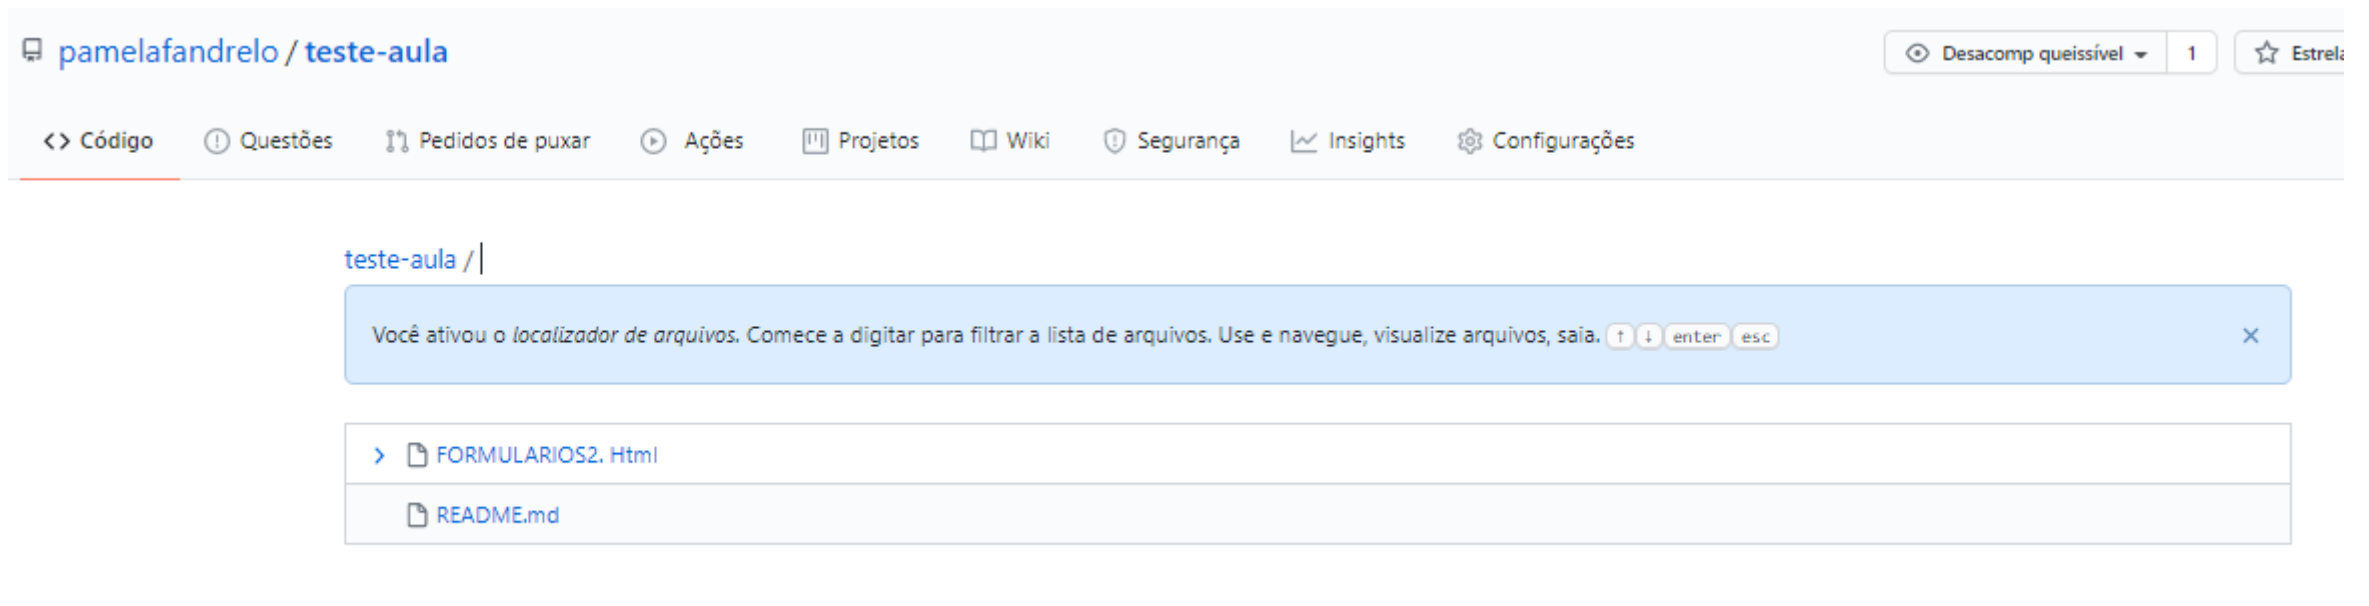 pamelafandrelo / teste-aula
Desacomp queissível 1 Estrela
<> Código Questões Pedidos de puxar Ações Projetos Wiki Segurança Insights Configurações
teste-aula /
Você ativou o localizador de arquivos. Comece a digitar para filtrar a lista de arquivos. Use e navegue, visualize arquivos, saia. ↑ ↓ enter esc ×
FORMULARIOS2. Html
README.md